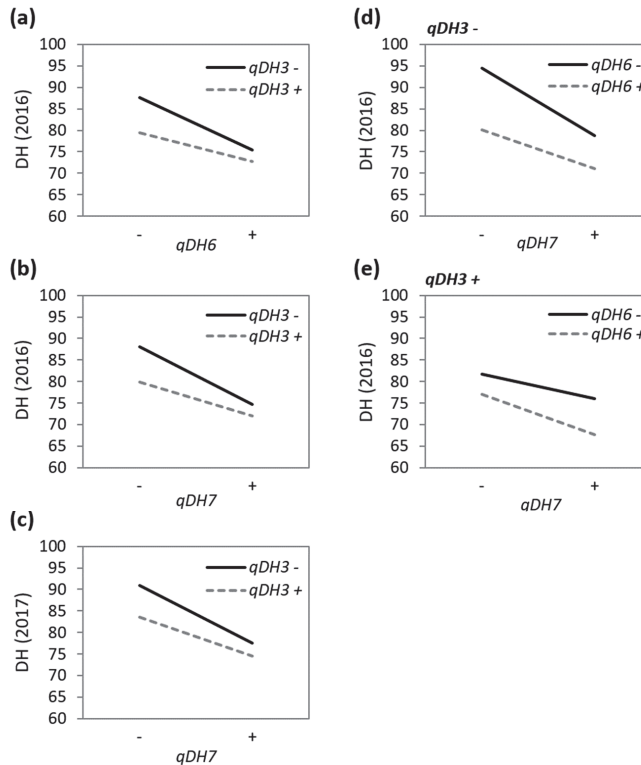 (a)
DH (2016)
100
95
90
85
80
75
70
65
60
qDH3 -
qDH3 +
- +
qDH6
(b)
DH (2016)
100
95
90
85
80
75
70
65
60
qDH3 -
qDH3 +
- +
qDH7
(c)
DH (2017)
100
95
90
85
80
75
70
65
60
qDH3 -
qDH3 +
- +
qDH7
(d) qDH3 -
DH (2016)
100
95
90
85
80
75
70
65
60
qDH6 -
qDH6 +
- +
qDH7
(e) qDH3 +
DH (2016)
100
95
90
85
80
75
70
65
60
qDH6 -
qDH6 +
- +
qDH7